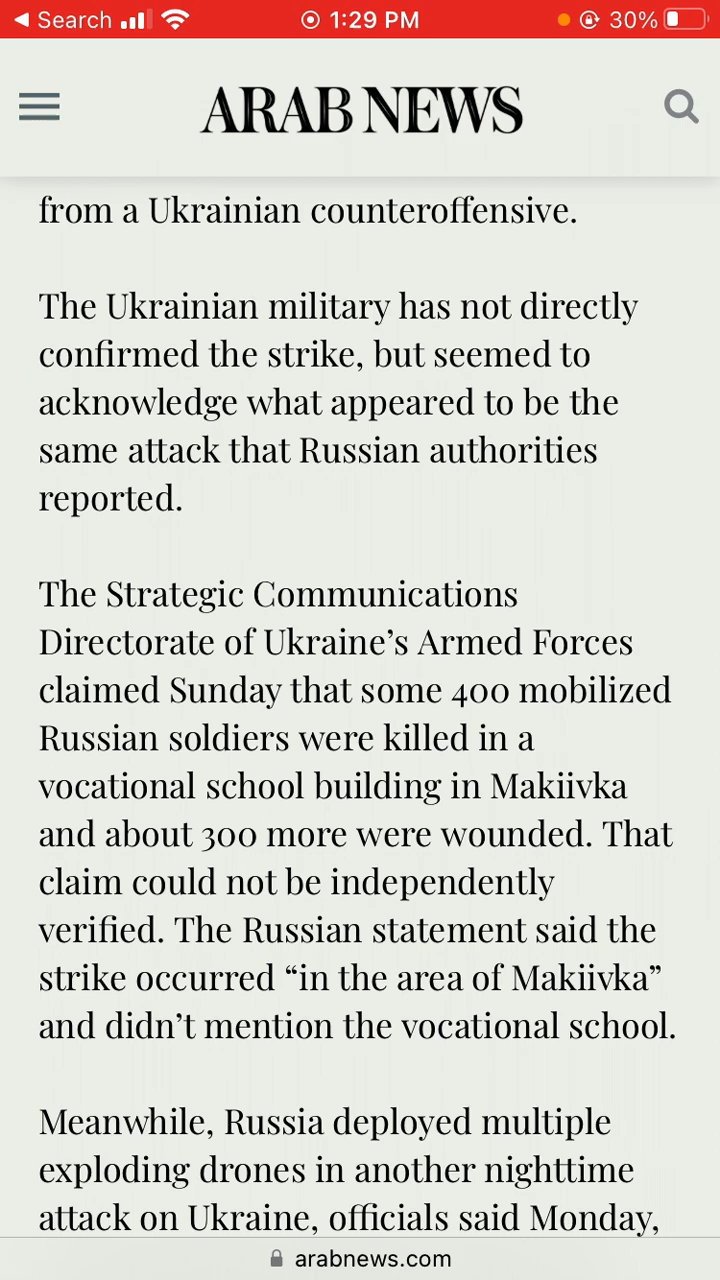 Search
1:29 PM
30%
ARAB NEWS
from a Ukrainian counteroffensive.
The Ukrainian military has not directly
confirmed the strike, but seemed to
acknowledge what appeared to be the
same attack that Russian authorities
reported.
The Strategic Communications
Directorate of Ukraine’s Armed Forces
claimed Sunday that some 400 mobilized
Russian soldiers were killed in a
vocational school building in Makiivka
and about 300 more were wounded. That
claim could not be independently
verified. The Russian statement said the
strike occurred “in the area of Makiivka”
and didn’t mention the vocational school.
Meanwhile, Russia deployed multiple
exploding drones in another nighttime
attack on Ukraine, officials said Monday,
arabnews.com